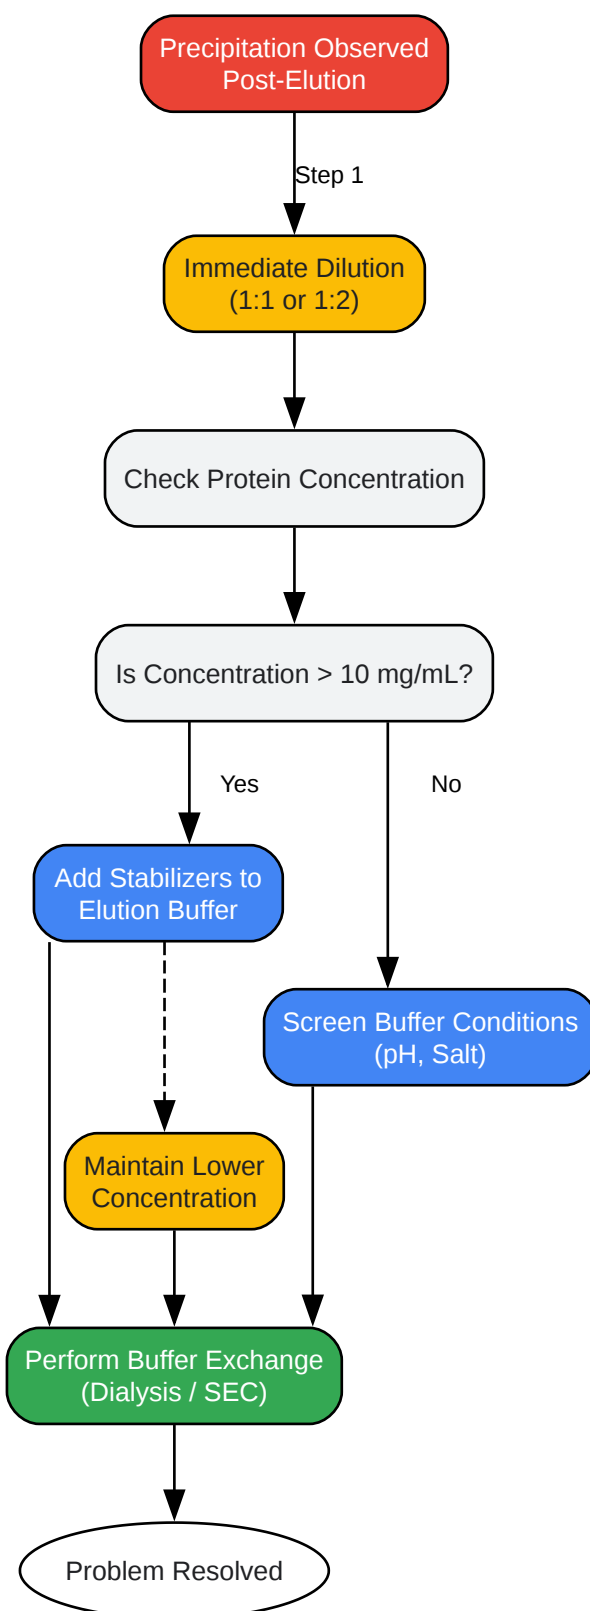 Precipitation Observed
Post-Elution
Step 1
Immediate Dilution
(1:1 or 1:2)
Check Protein Concentration
Is Concentration > 10 mg/mL?
Yes
No
Add Stabilizers to
Elution Buffer
Screen Buffer Conditions
(pH, Salt)
Maintain Lower
Concentration
Perform Buffer Exchange
(Dialysis / SEC)
Problem Resolved